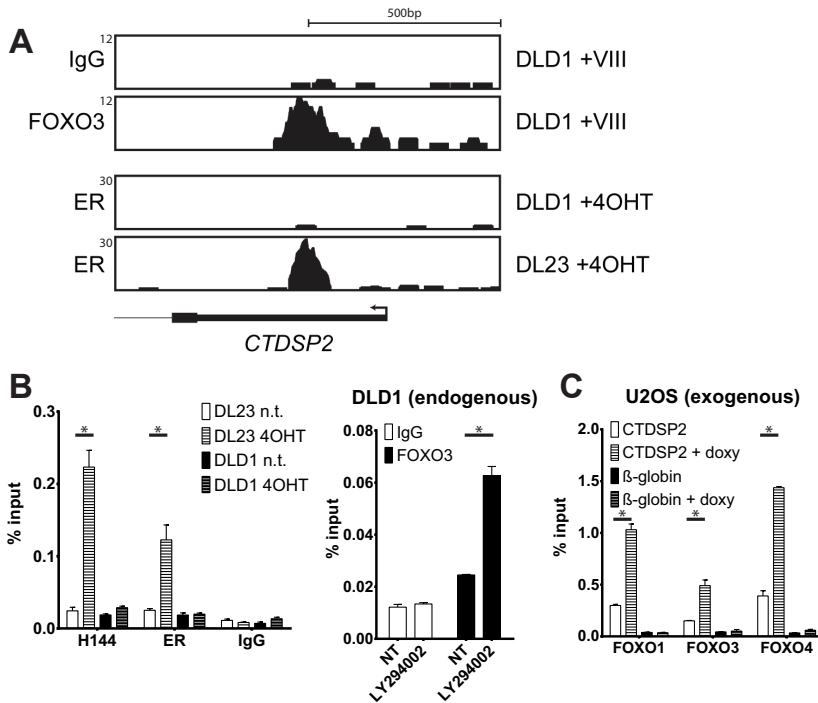 500bp
A
12
IgG
DLD1 +VIII
12
FOXO3
DLD1 +VIII
30
ER
DLD1 +4OHT
30
ER
DL23 +4OHT
CTDSP2
B
0.3
0.2
0.1
0.0
% input
* *
DL23 n.t.
DL23 4OHT
DLD1 n.t.
DLD1 4OHT
H144 ER IgG
DLD1 (endogenous)
0.08
0.06
0.04
0.02
0.00
% input
IgG
FOXO3
*
NT LY294002 NT LY294002
C
U2OS (exogenous)
2.0
1.5
1.0
0.5
0.0
% input
CTDSP2
CTDSP2 + doxy
ß-globin
ß-globin + doxy
* * *
FOXO1 FOXO3 FOXO4